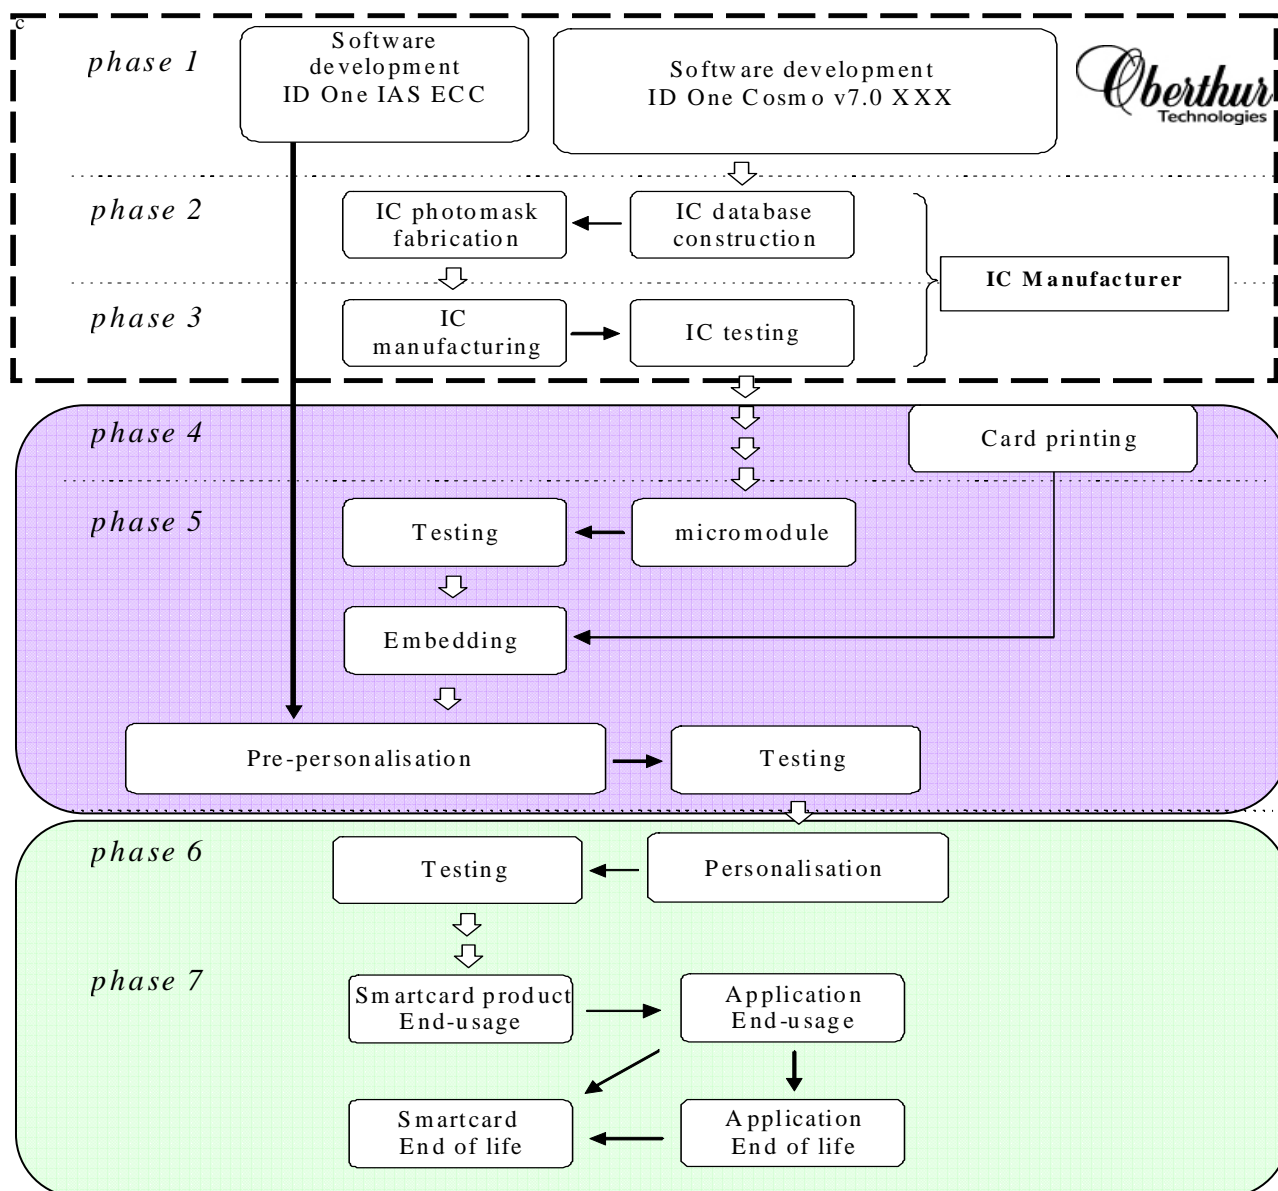 c
phase 1
Software
development
ID One IAS ECC
Software development
ID One Cosmo v7.0 XXX
Oberthur
Technologies
phase 2
IC photomask
fabrication
IC database
construction
IC Manufacturer
phase 3
IC
manufacturing
IC testing
phase 4
Card printing
phase 5
Testing
micromodule
Embedding
Pre-personalisation
Testing
phase 6
Testing
Personalisation
phase 7
Smartcard product
End-usage
Application
End-usage
Smartcard
End of life
Application
End of life